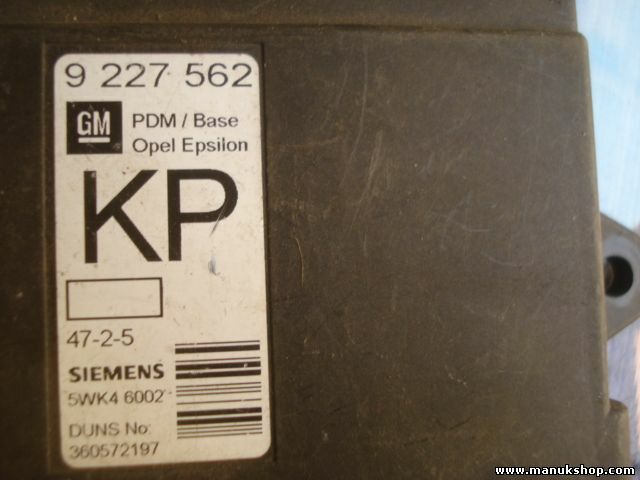 9 227 562
GM
PDM / Base
Opel Epsilon
KP
47-2-5
SIEMENS
5WK4 6002
DUNS No:
360572197
www.manukshop.com